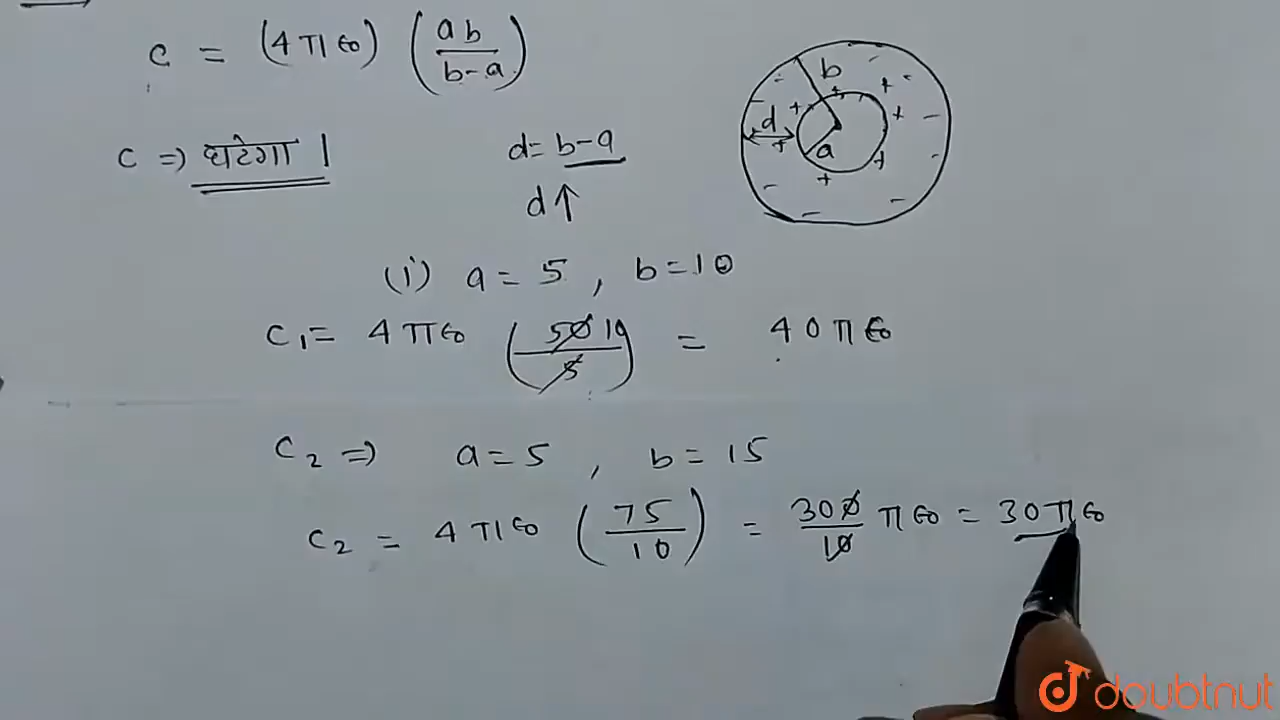 C = (4πε₀) (ab/b-a)
b
d
a
C ⇒ घटेगा ।
d = b-a
d↑
(i) a = 5 , b = 10
C₁ = 4πε₀ (50 10/5) = 40πε₀
C₂ ⇒ a = 5 , b = 15
C₂ = 4πε₀ (75/10) = 300/10 πε₀ = 30πε₀
doubtnut